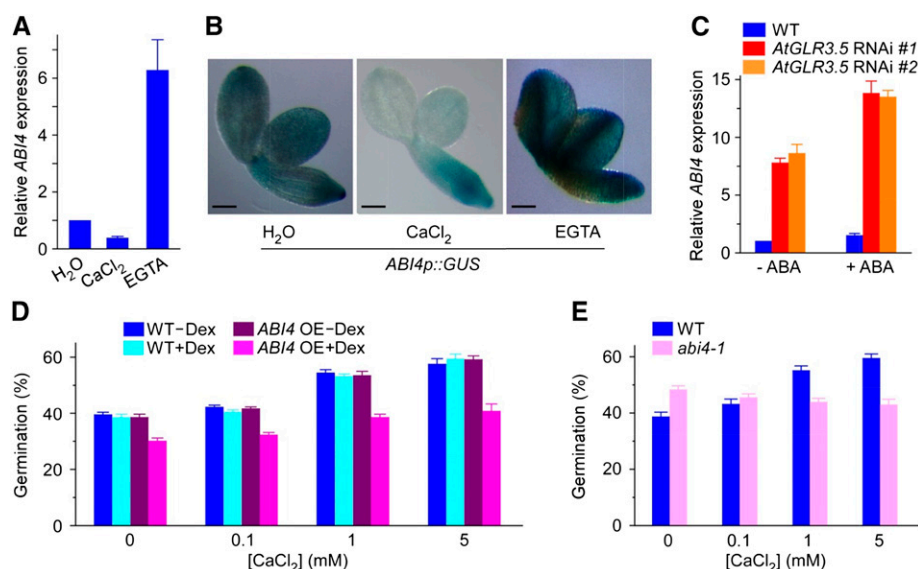 A
Relative ABI4 expression
8
6
4
2
0
H₂O
CaCl₂
EGTA
B
H₂O CaCl₂ EGTA
ABI4p::GUS
C
WT
AtGLR3.5 RNAi #1
AtGLR3.5 RNAi #2
Relative ABI4 expression
15
10
5
0
- ABA + ABA
D
WT−Dex ABI4 OE−Dex
WT+Dex ABI4 OE+Dex
Germination (%)
60
40
20
0
0 0.1 1 5
[CaCl₂] (mM)
E
WT
abi4-1
Germination (%)
60
40
20
0
0 0.1 1 5
[CaCl₂] (mM)